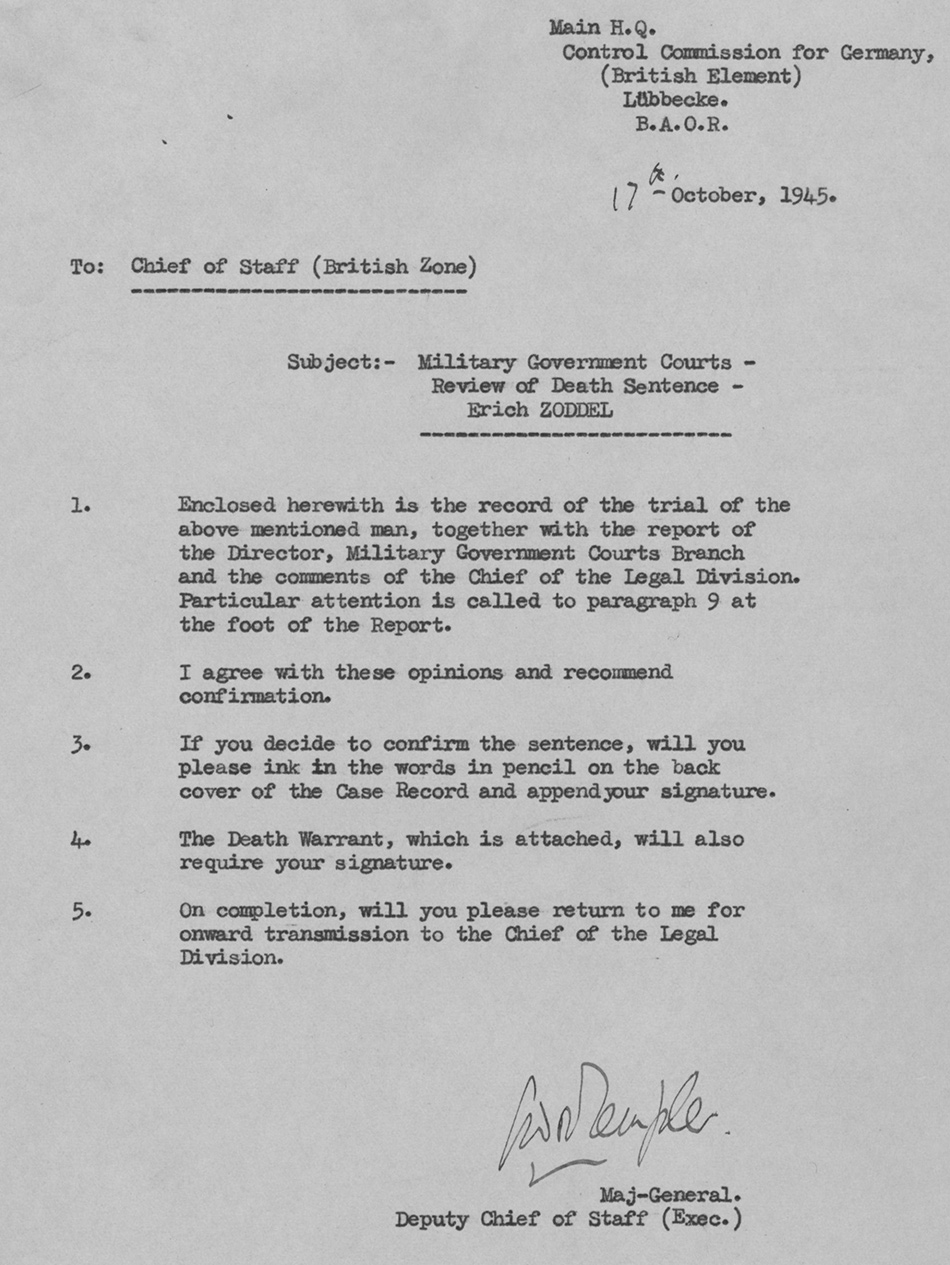 Main H.Q.
Control Commission for Germany,
(British Element)
Lübbecke.
B.A.O.R.
17th October, 1945.
To: Chief of Staff (British Zone)
Subject:- Military Government Courts -
Review of Death Sentence -
Erich ZODDEL
1. Enclosed herewith is the record of the trial of the
above mentioned man, together with the report of
the Director, Military Government Courts Branch
and the comments of the Chief of the Legal Division.
Particular attention is called to paragraph 9 at
the foot of the Report.
2. I agree with these opinions and recommend
confirmation.
3. If you decide to confirm the sentence, will you
please ink in the words in pencil on the back
cover of the Case Record and appendyour signature.
4. The Death Warrant, which is attached, will also
require your signature.
5. On completion, will you please return to me for
onward transmission to the Chief of the Legal
Division.
Templer.
Maj-General.
Deputy Chief of Staff (Exec.)